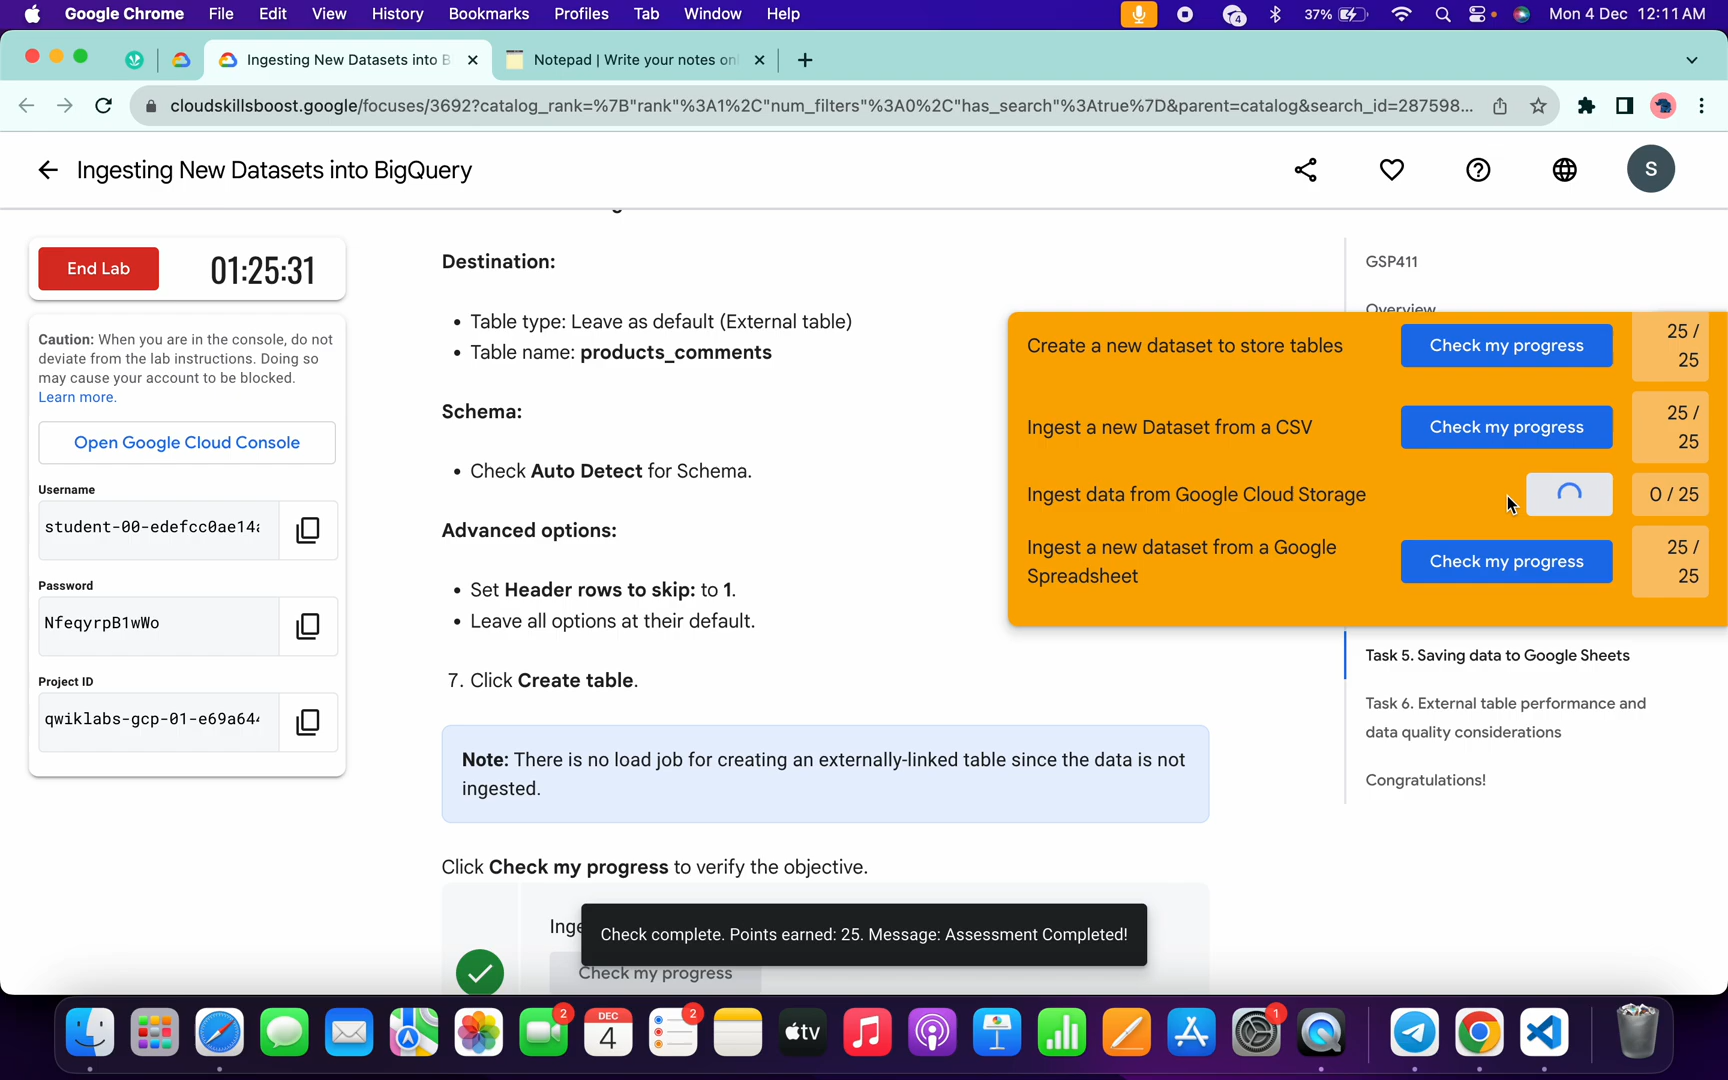 Google Chrome File Edit View History Bookmarks Profiles Tab Window Help 4 37% Mon 4 Dec 12:11 AM
Ingesting New Datasets into B Notepad | Write your notes on
cloudskillsboost.google/focuses/3692?catalog_rank=%7B"rank"%3A1%2C"num_filters"%3A0%2C"has_search"%3Atrue%7D&parent=catalog&search_id=287598...
Ingesting New Datasets into BigQuery S
End Lab 01:25:31
Caution: When you are in the console, do not
deviate from the lab instructions. Doing so
may cause your account to be blocked.
Learn more.
Open Google Cloud Console
Username
student-00-edefcc0ae14
Password
NfeqyrpB1wWo
Project ID
qwiklabs-gcp-01-e69a64
Destination:
• Table type: Leave as default (External table)
• Table name: products_comments
Schema:
• Check Auto Detect for Schema.
Advanced options:
• Set Header rows to skip: to 1.
• Leave all options at their default.
7. Click Create table.
Note: There is no load job for creating an externally-linked table since the data is not
ingested.
Click Check my progress to verify the objective.
Inge
Check my progress
Check complete. Points earned: 25. Message: Assessment Completed!
GSP411
Overview
Create a new dataset to store tables Check my progress 25 /
25
Ingest a new Dataset from a CSV Check my progress 25 /
25
Ingest data from Google Cloud Storage 0 / 25
Ingest a new dataset from a Google
Spreadsheet Check my progress 25 /
25
Task 5. Saving data to Google Sheets
Task 6. External table performance and
data quality considerations
Congratulations!
2 DEC 4 2 tv 1